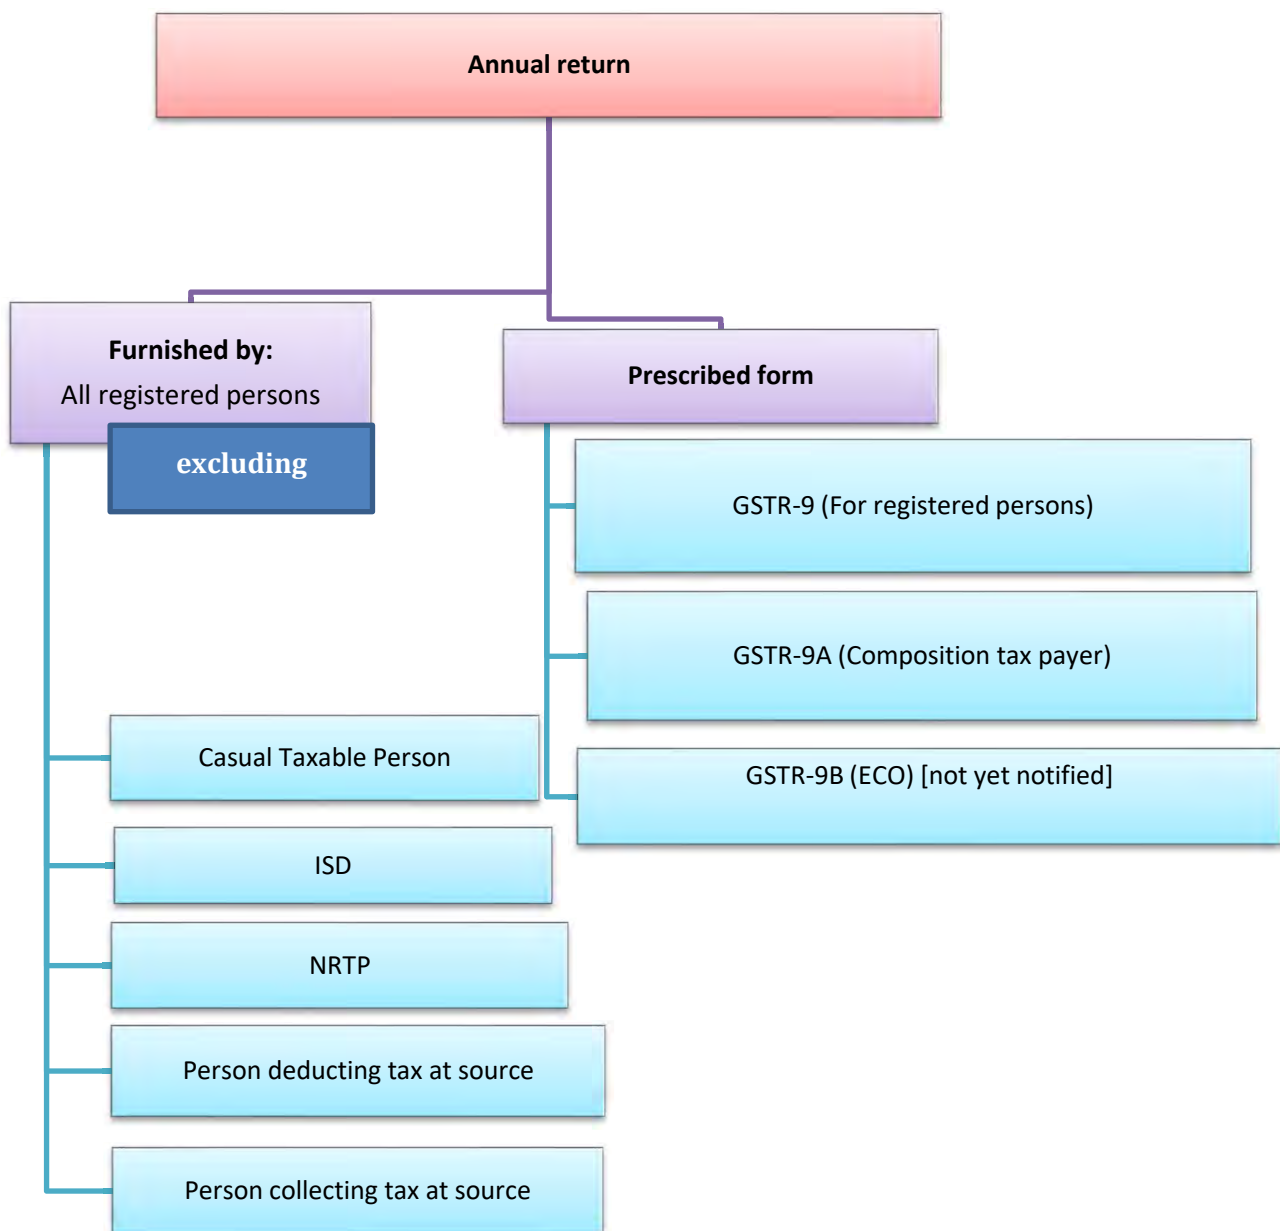 Annual return
Furnished by:
All registered persons
excluding
Casual Taxable Person
ISD
NRTP
Person deducting tax at source
Person collecting tax at source
Prescribed form
GSTR-9 (For registered persons)
GSTR-9A (Composition tax payer)
GSTR-9B (ECO) [not yet notified]